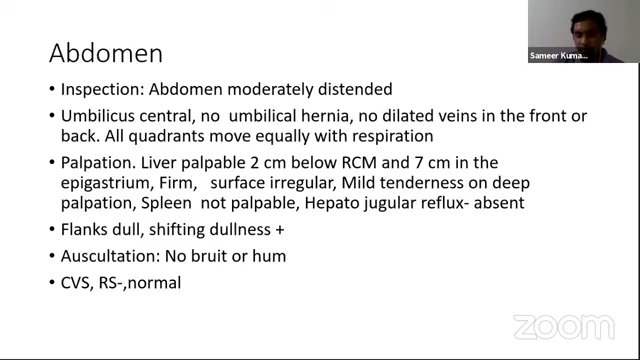 Sameer Kuma...
Abdomen
• Inspection: Abdomen moderately distended
• Umbilicus central, no umbilical hernia, no dilated veins in the front or
back. All quadrants move equally with respiration
• Palpation. Liver palpable 2 cm below RCM and 7 cm in the
epigastrium, Firm, surface irregular, Mild tenderness on deep
palpation, Spleen not palpable, Hepato jugular reflux- absent
• Flanks dull, shifting dullness +
• Auscultation: No bruit or hum
• CVS, RS-,normal
zoom